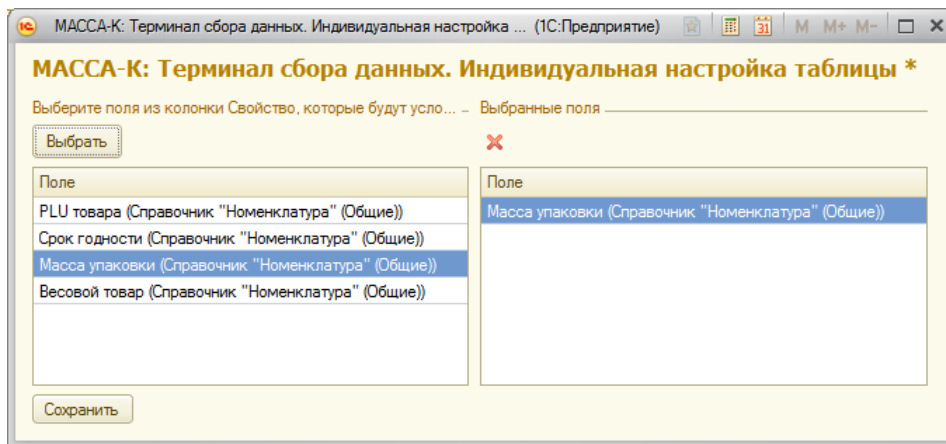 МАССА-К: Терминал сбора данных. Индивидуальная настройка ... (1С:Предприятие)
31
M M+ M-
МАССА-К: Терминал сбора данных. Индивидуальная настройка таблицы *
Выберите поля из колонки Свойство, которые будут усло...
Выбранные поля
Выбрать
Поле
PLU товара (Справочник "Номенклатура" (Общие))
Срок годности (Справочник "Номенклатура" (Общие))
Масса упаковки (Справочник "Номенклатура" (Общие))
Весовой товар (Справочник "Номенклатура" (Общие))
Поле
Масса упаковки (Справочник "Номенклатура" (Общие))
Сохранить